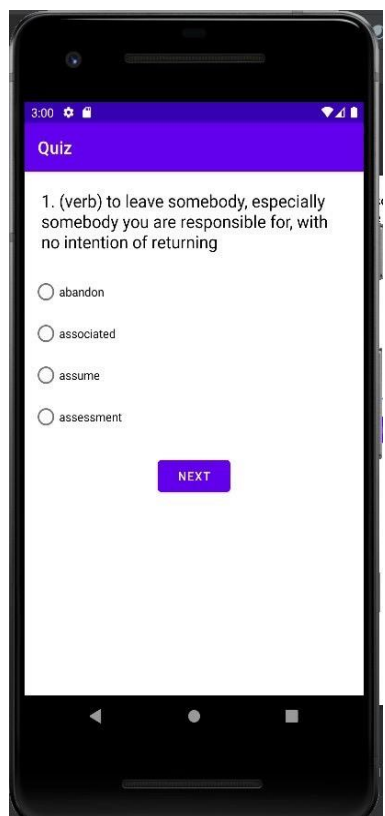 3:00
Quiz
1. (verb) to leave somebody, especially
somebody you are responsible for, with
no intention of returning
abandon
associated
assume
assessment
NEXT